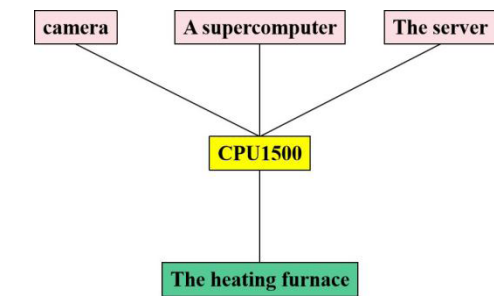 camera
A supercomputer
The server
CPU1500
The heating furnace